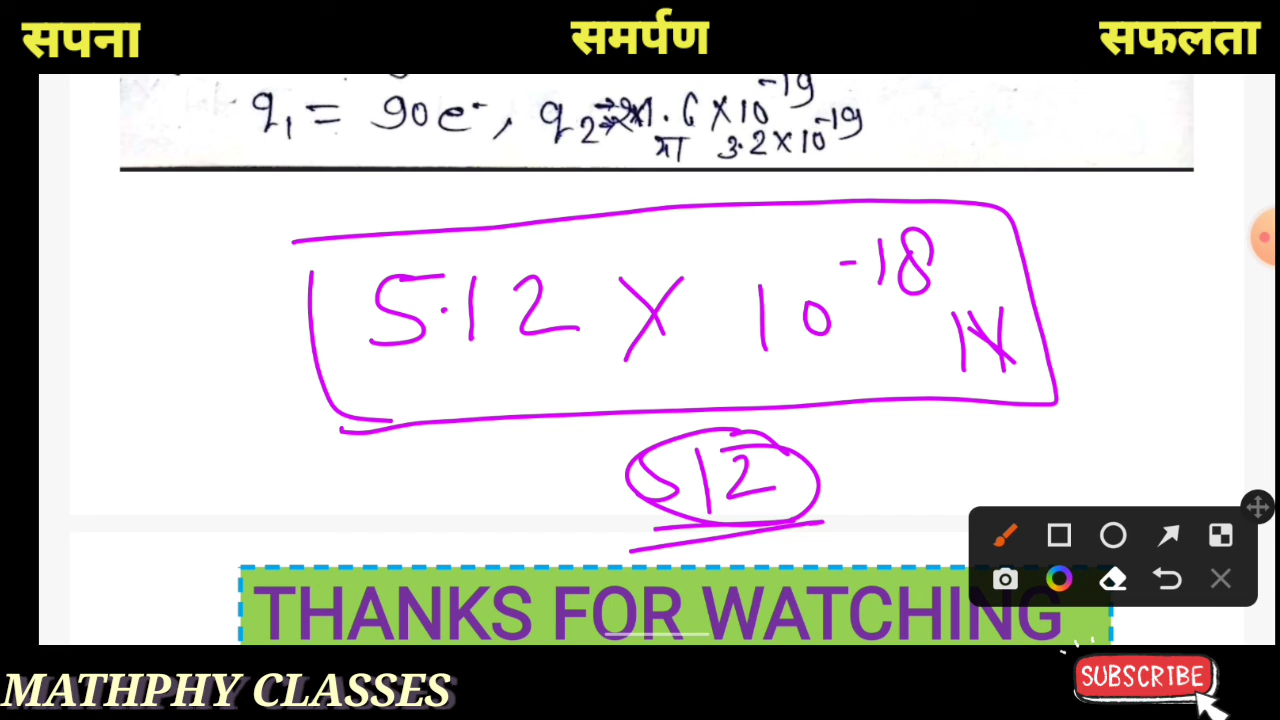 सपना समर्पण सफलता
q₁ = 90e⁻, q₂ 1.6 × 10⁻¹⁹
या 3.2 × 10⁻¹⁹
5.12 × 10⁻¹⁸ N
512
THANKS FOR WATCHING
MATHPHY CLASSES
SUBSCRIBE